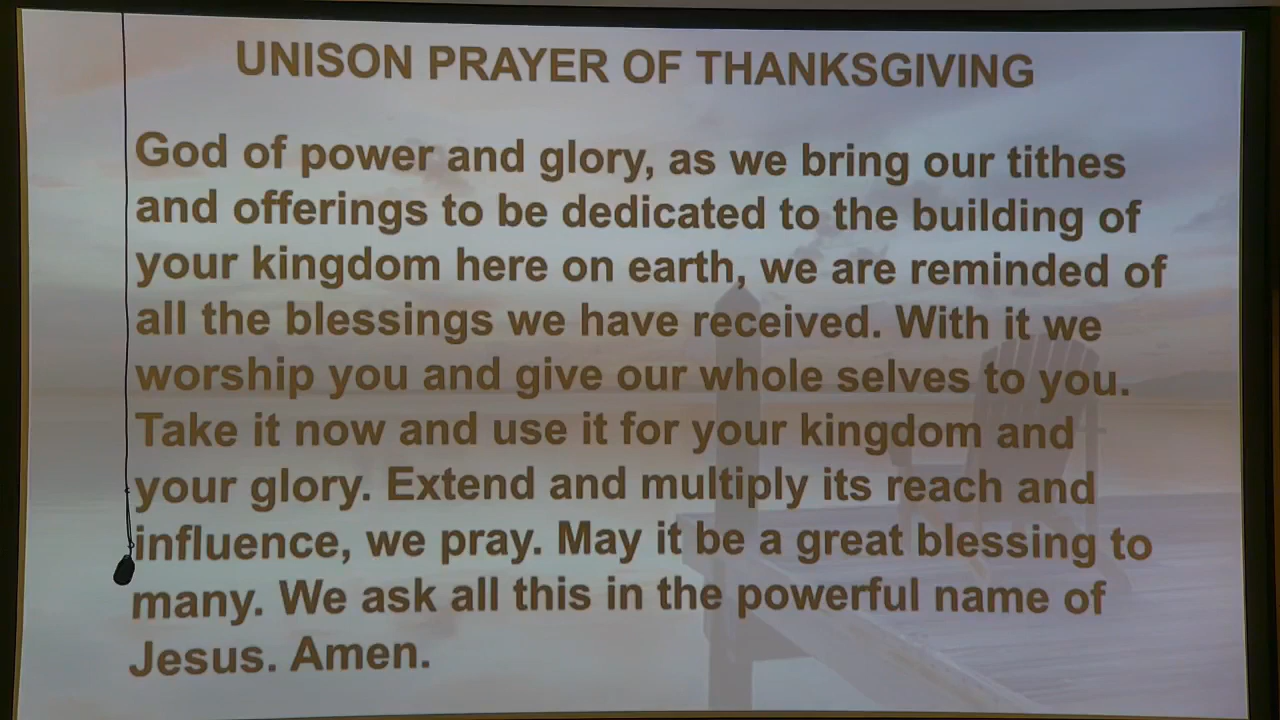 UNISON PRAYER OF THANKSGIVING
God of power and glory, as we bring our tithes
and offerings to be dedicated to the building of
your kingdom here on earth, we are reminded of
all the blessings we have received. With it we
worship you and give our whole selves to you.
Take it now and use it for your kingdom and
your glory. Extend and multiply its reach and
influence, we pray. May it be a great blessing to
many. We ask all this in the powerful name of
Jesus. Amen.